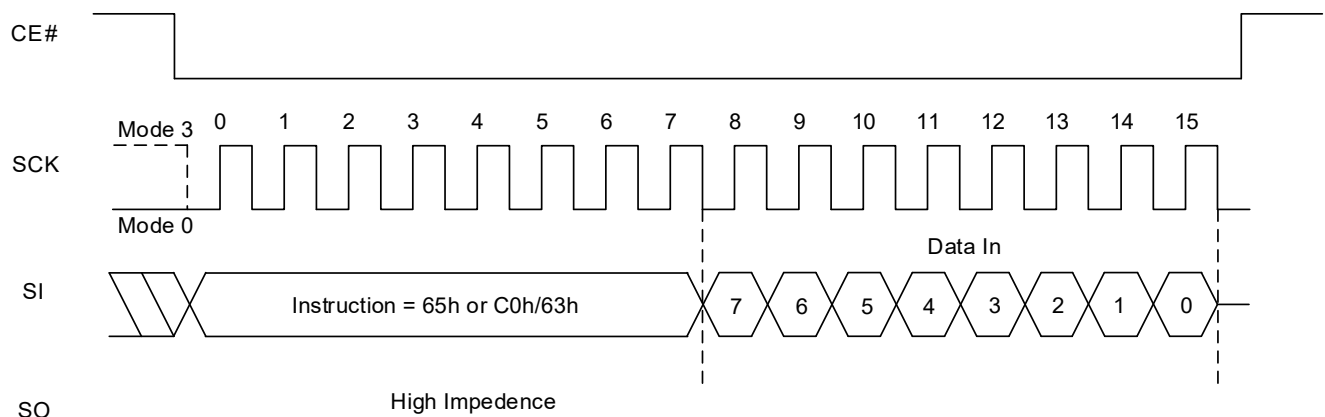 CE#
Mode 3 0 1 2 3 4 5 6 7 8 9 10 11 12 13 14 15
SCK
Mode 0
Data In
SI Instruction = 65h or C0h/63h 7 6 5 4 3 2 1 0
High Impedence
SO